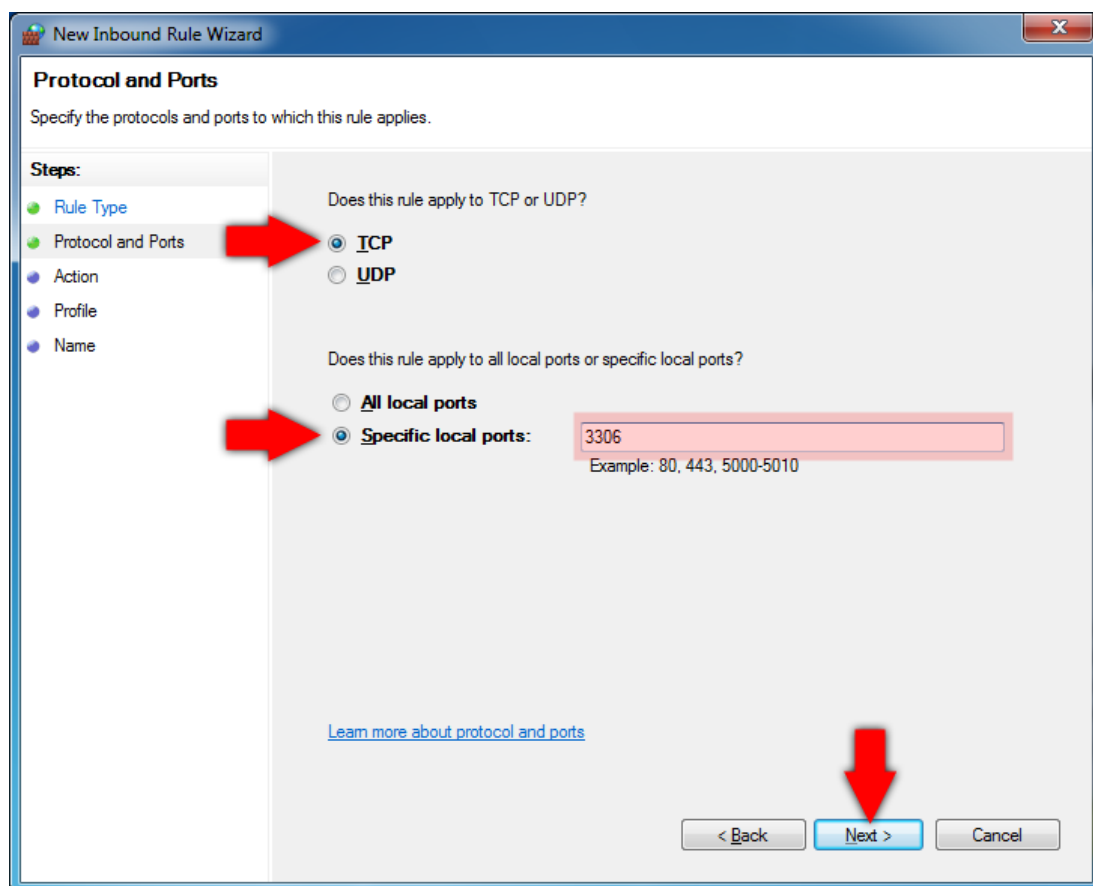 New Inbound Rule Wizard
Protocol and Ports
Specify the protocols and ports to which this rule applies.
Steps:
Rule Type
Protocol and Ports
Action
Profile
Name
Does this rule apply to TCP or UDP?
TCP
UDP
Does this rule apply to all local ports or specific local ports?
All local ports
Specific local ports: 3306
Example: 80, 443, 5000-5010
Learn more about protocol and ports
< Back Next > Cancel